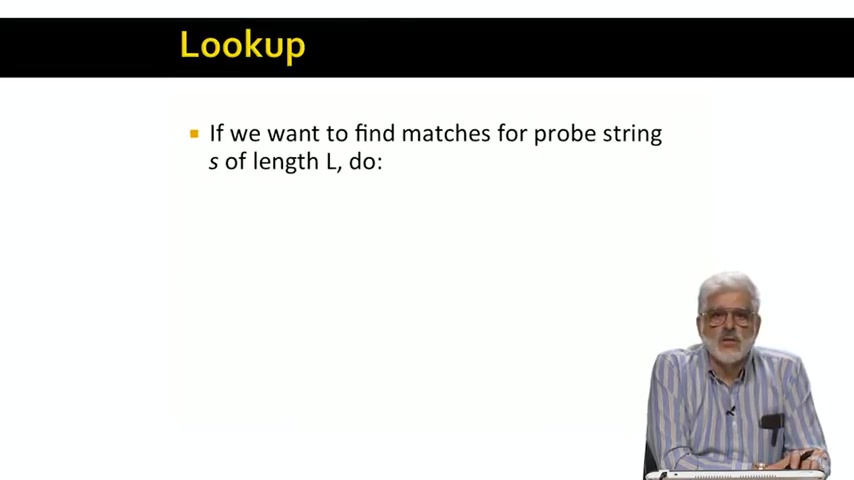 Lookup
If we want to find matches for probe string
s of length L, do: